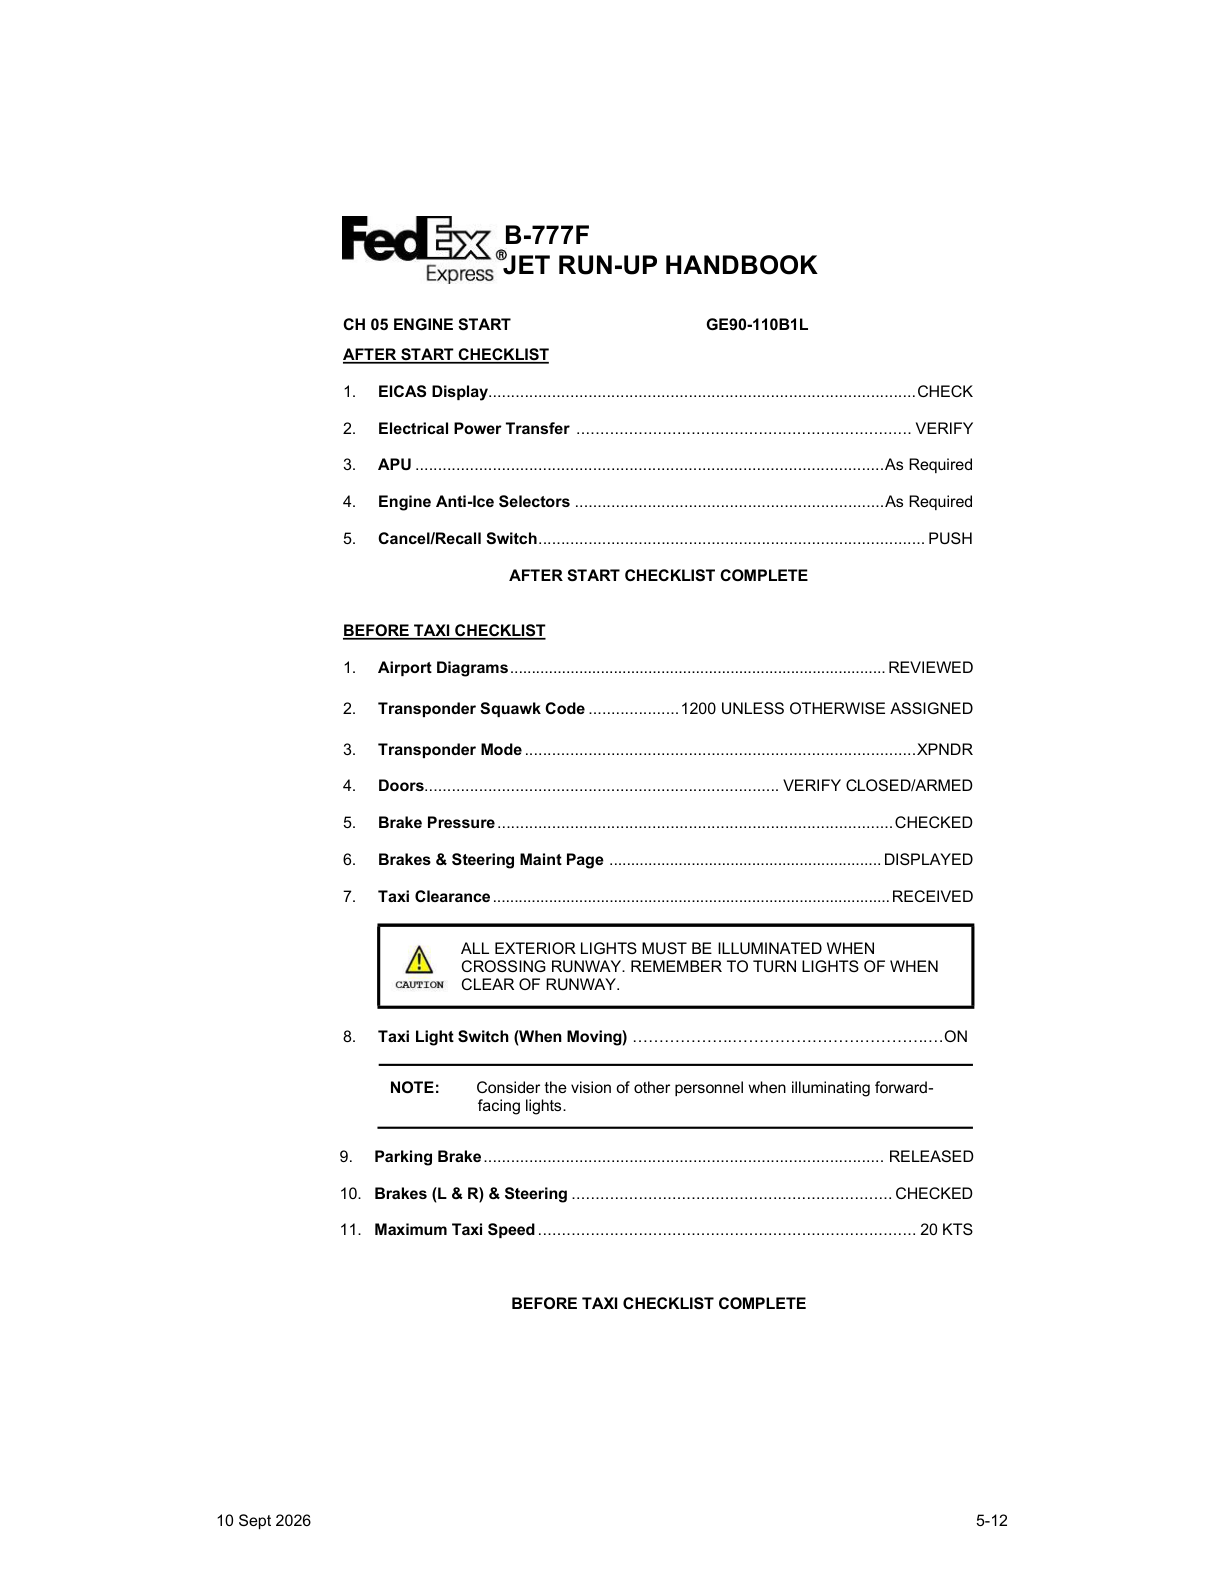 FedEx® B-777F
Express JET RUN-UP HANDBOOK
CH 05 ENGINE START GE90-110B1L
AFTER START CHECKLIST
1. EICAS Display..............................................................................................CHECK
2. Electrical Power Transfer ...................................................................... VERIFY
3. APU .......................................................................................................As Required
4. Engine Anti-Ice Selectors ....................................................................As Required
5. Cancel/Recall Switch..................................................................................... PUSH
AFTER START CHECKLIST COMPLETE
BEFORE TAXI CHECKLIST
1. Airport Diagrams....................................................................................... REVIEWED
2. Transponder Squawk Code ....................1200 UNLESS OTHERWISE ASSIGNED
3. Transponder Mode ......................................................................................XPNDR
4. Doors.............................................................................. VERIFY CLOSED/ARMED
5. Brake Pressure.......................................................................................CHECKED
6. Brakes & Steering Maint Page ............................................................DISPLAYED
7. Taxi Clearance............................................................................................RECEIVED
ALL EXTERIOR LIGHTS MUST BE ILLUMINATED WHEN
CROSSING RUNWAY. REMEMBER TO TURN LIGHTS OF WHEN
CAUTION CLEAR OF RUNWAY.
8. Taxi Light Switch (When Moving) ……………….……………………………….…ON
NOTE: Consider the vision of other personnel when illuminating forward-
facing lights.
9. Parking Brake...................................................................................... RELEASED
10. Brakes (L & R) & Steering ................................................................... CHECKED
11. Maximum Taxi Speed............................................................................... 20 KTS
BEFORE TAXI CHECKLIST COMPLETE
10 Sept 2026 5-12